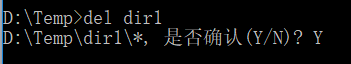 D:\Temp>del dir1
D:\Temp\dir1\*, 是否确认(Y/N)? Y